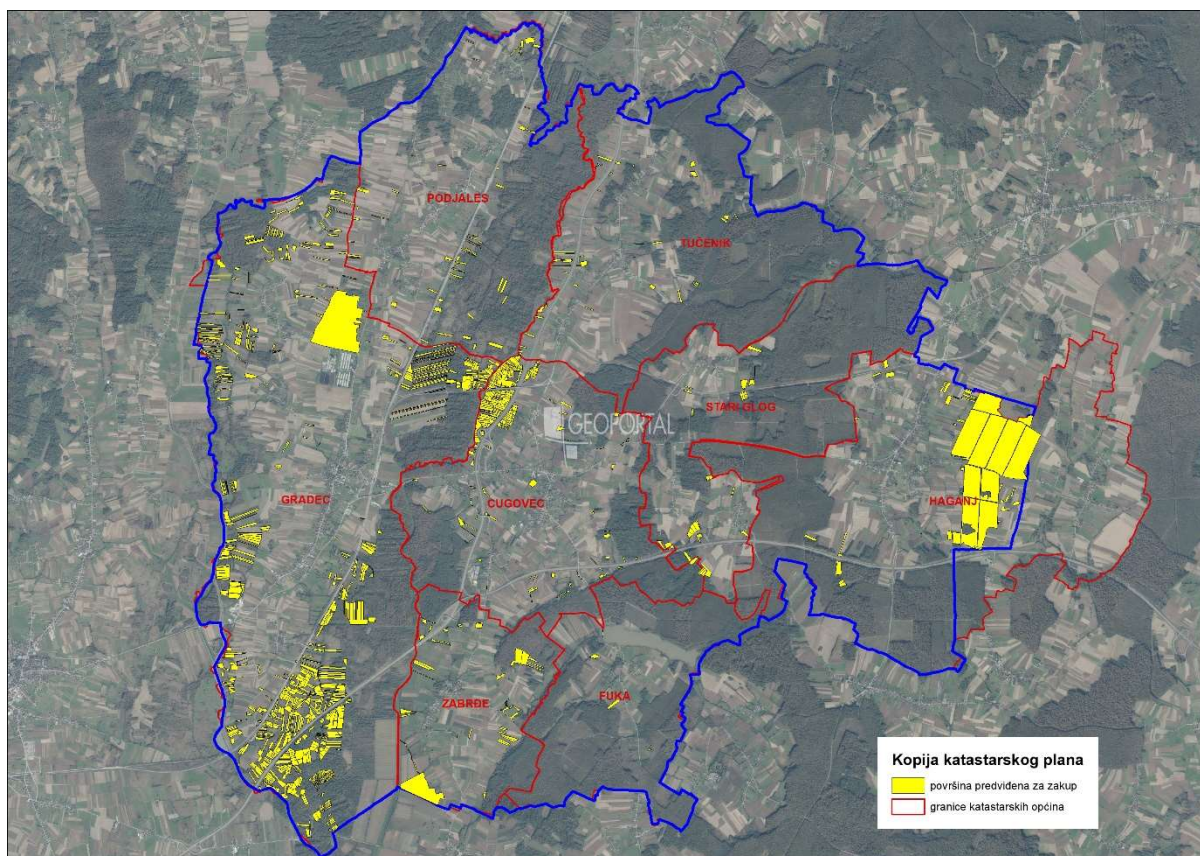 PODJALES
TUČENIK
STARI GLOG
GEOPORTAL
GRADEC
CUGOVEC
HAGANJ
ZABRĐE
FUKA
Kopija katastarskog plana
površina predviđena za zakup
granice katastarskih općina